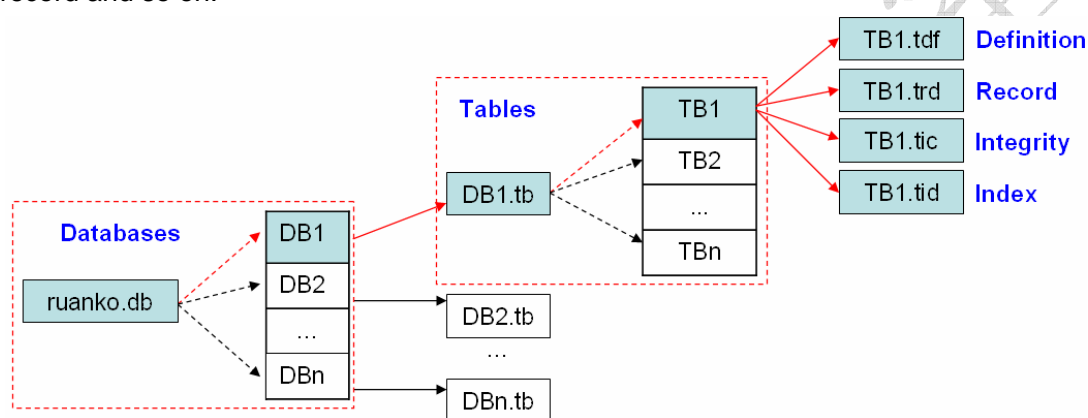 record and so on.
TB1.tdf Definition
TB1.trd Record
TB1.tic Integrity
TB1.tid Index
Tables
TB1
TB2
...
TBn
DB1.tb
Databases
DB1
DB2
...
DBn
ruanko.db
DB2.tb
...
DBn.tb